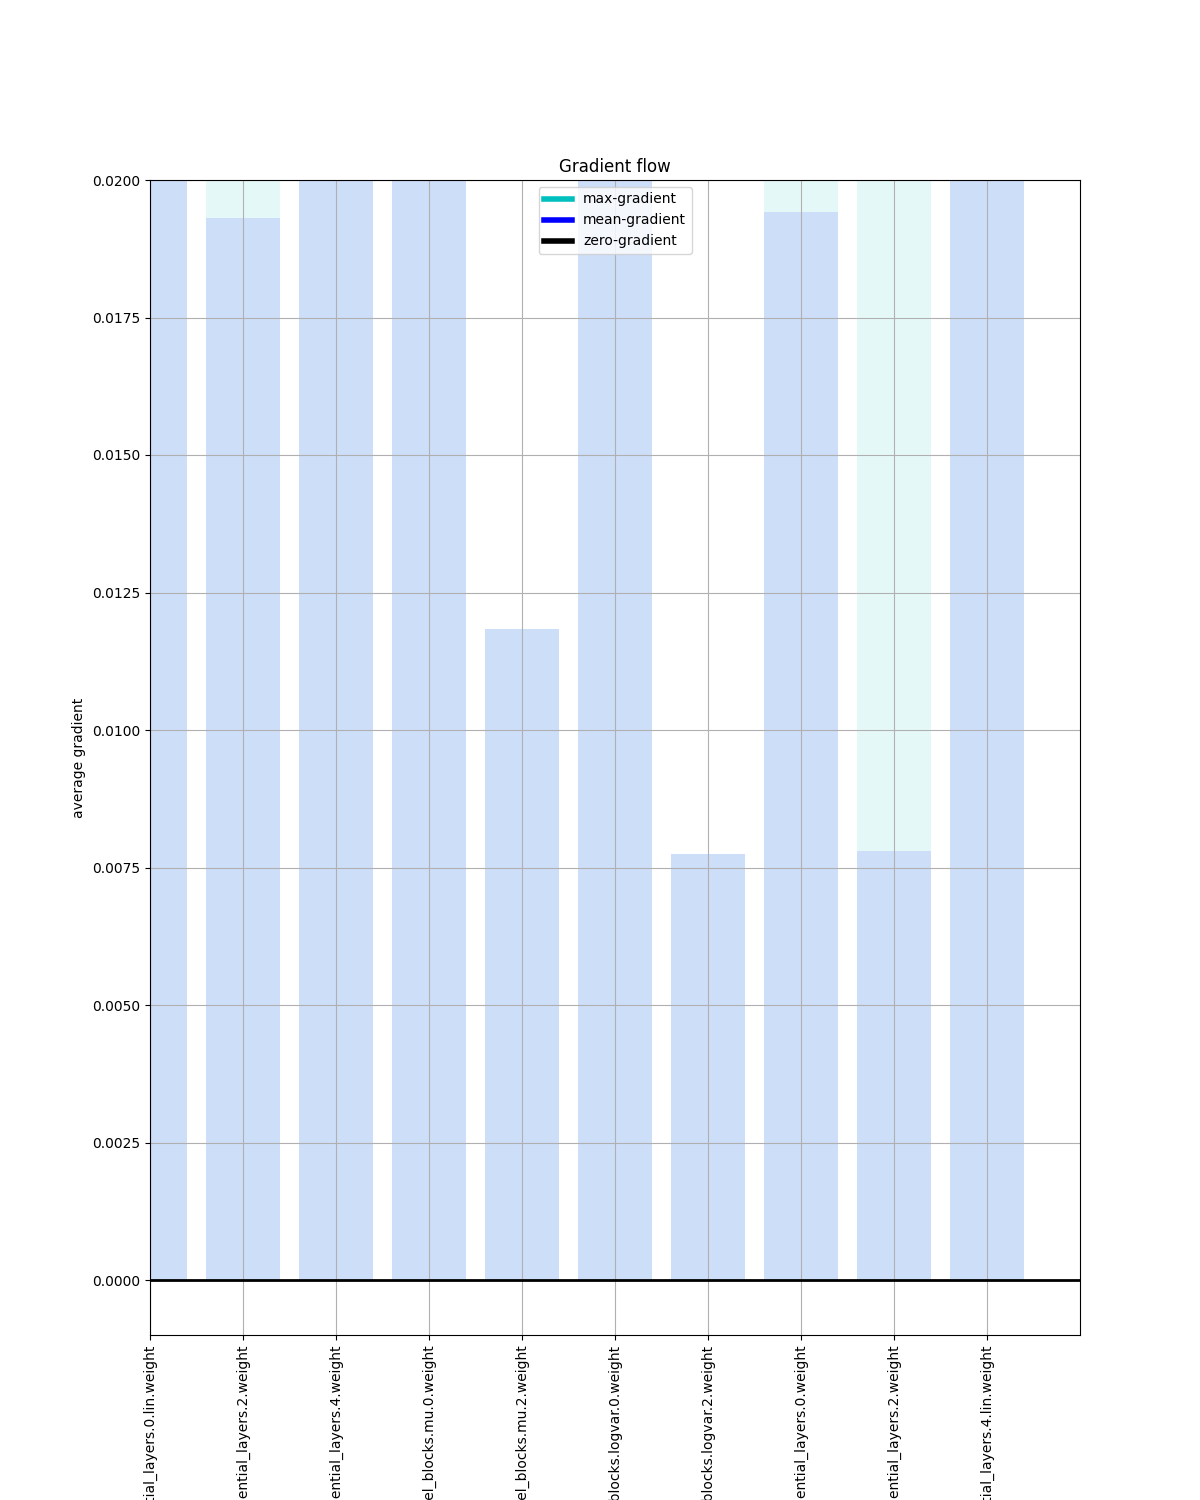 Gradient flow
max-gradient
mean-gradient
zero-gradient
0.0200
0.0175
0.0150
0.0125
0.0100
0.0075
0.0050
0.0025
0.0000
average gradient
tial_layers.0.lin.weight
ential_layers.2.weight
ential_layers.4.weight
el_blocks.mu.0.weight
el_blocks.mu.2.weight
blocks.logvar.0.weight
blocks.logvar.2.weight
ential_layers.0.weight
ential_layers.2.weight
tial_layers.4.lin.weight